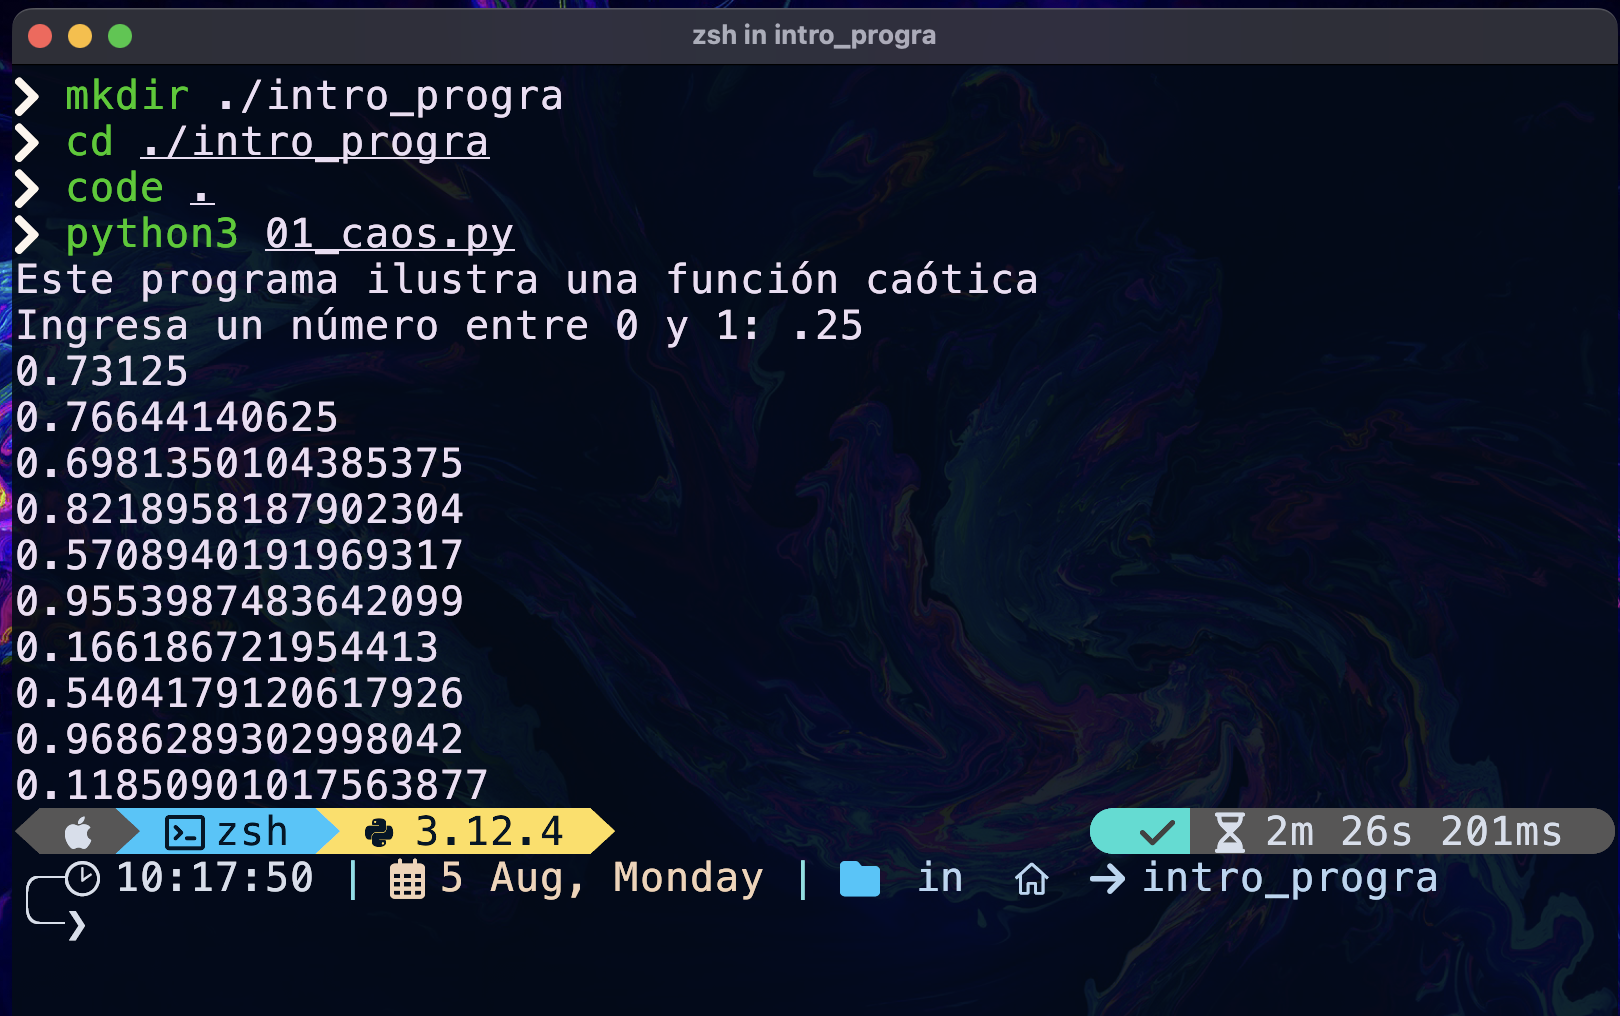 zsh in intro_progra
❯ mkdir ./intro_progra
❯ cd ./intro_progra
❯ code .
❯ python3 01_caos.py
Este programa ilustra una función caótica
Ingresa un número entre 0 y 1: .25
0.73125
0.76644140625
0.6981350104385375
0.8218958187902304
0.5708940191969317
0.9553987483642099
0.166186721954413
0.5404179120617926
0.9686289302998042
0.11850901017563877
zsh 3.12.4 2m 26s 201ms
10:17:50 | 5 Aug, Monday | in → intro_progra
❯